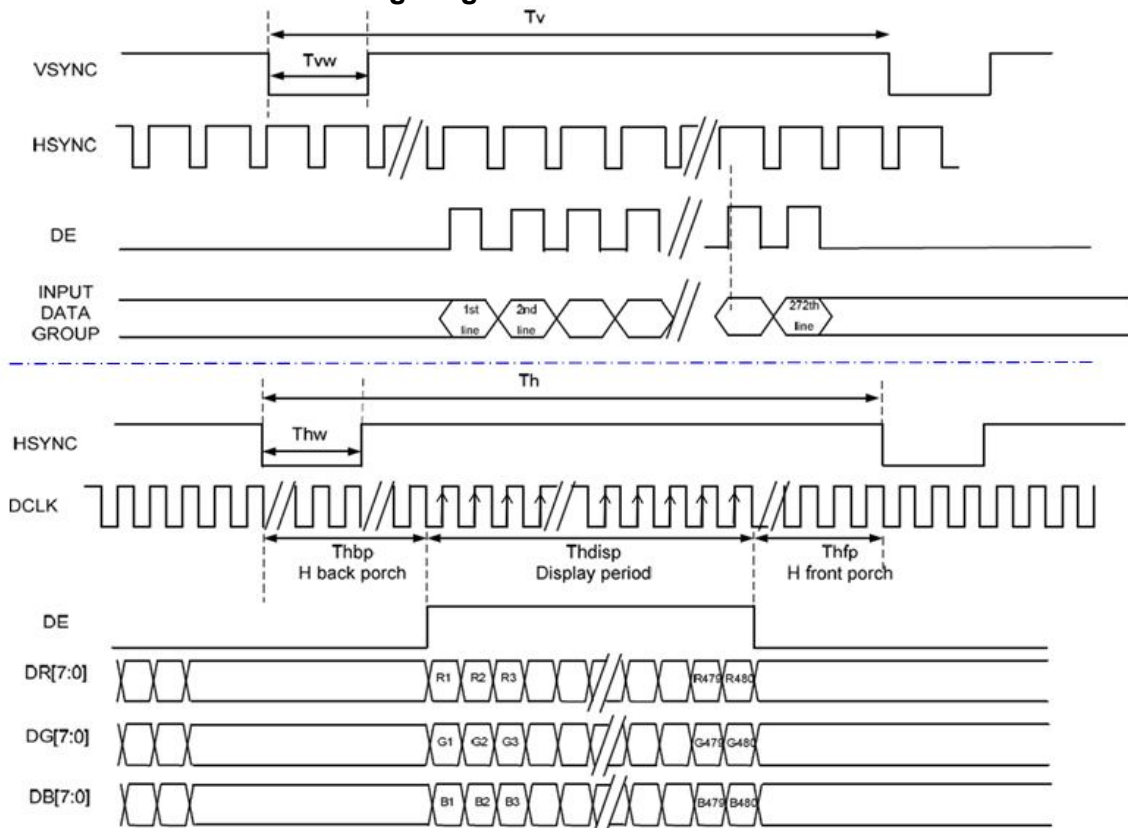 Tv
Tvw
VSYNC
HSYNC
DE
INPUT
DATA
GROUP
1st
line
2nd
line
272th
line
Th
HSYNC
Thw
DCLK
Thbp
H back porch
Thdisp
Display period
Thfp
H front porch
DE
DR[7:0]
R1 R2 R3 R479 R480
DG[7:0]
G1 G2 G3 G479 G480
DB[7:0]
B1 B2 B3 B479 B480